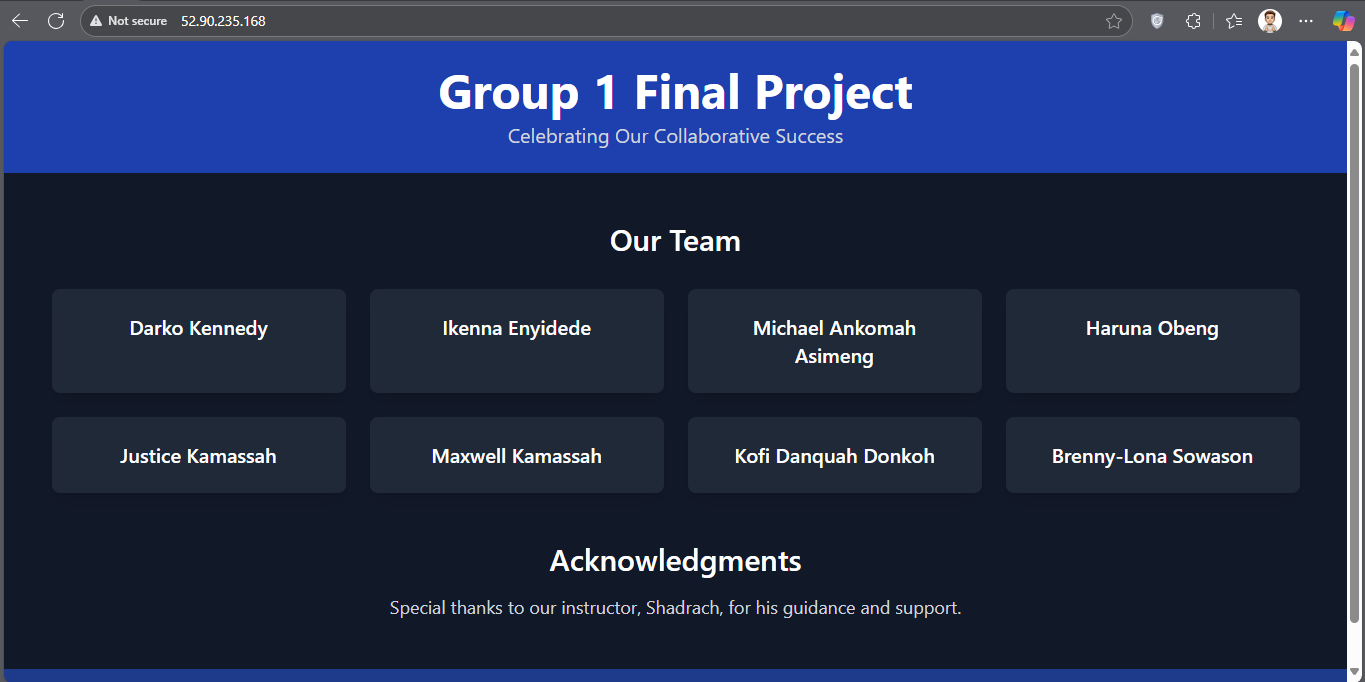 Not secure 52.90.235.168
Group 1 Final Project
Celebrating Our Collaborative Success
Our Team
Darko Kennedy
Ikenna Enyidede
Michael Ankomah
Asimeng
Haruna Obeng
Justice Kamassah
Maxwell Kamassah
Kofi Danquah Donkoh
Brenny-Lona Sowason
Acknowledgments
Special thanks to our instructor, Shadrach, for his guidance and support.